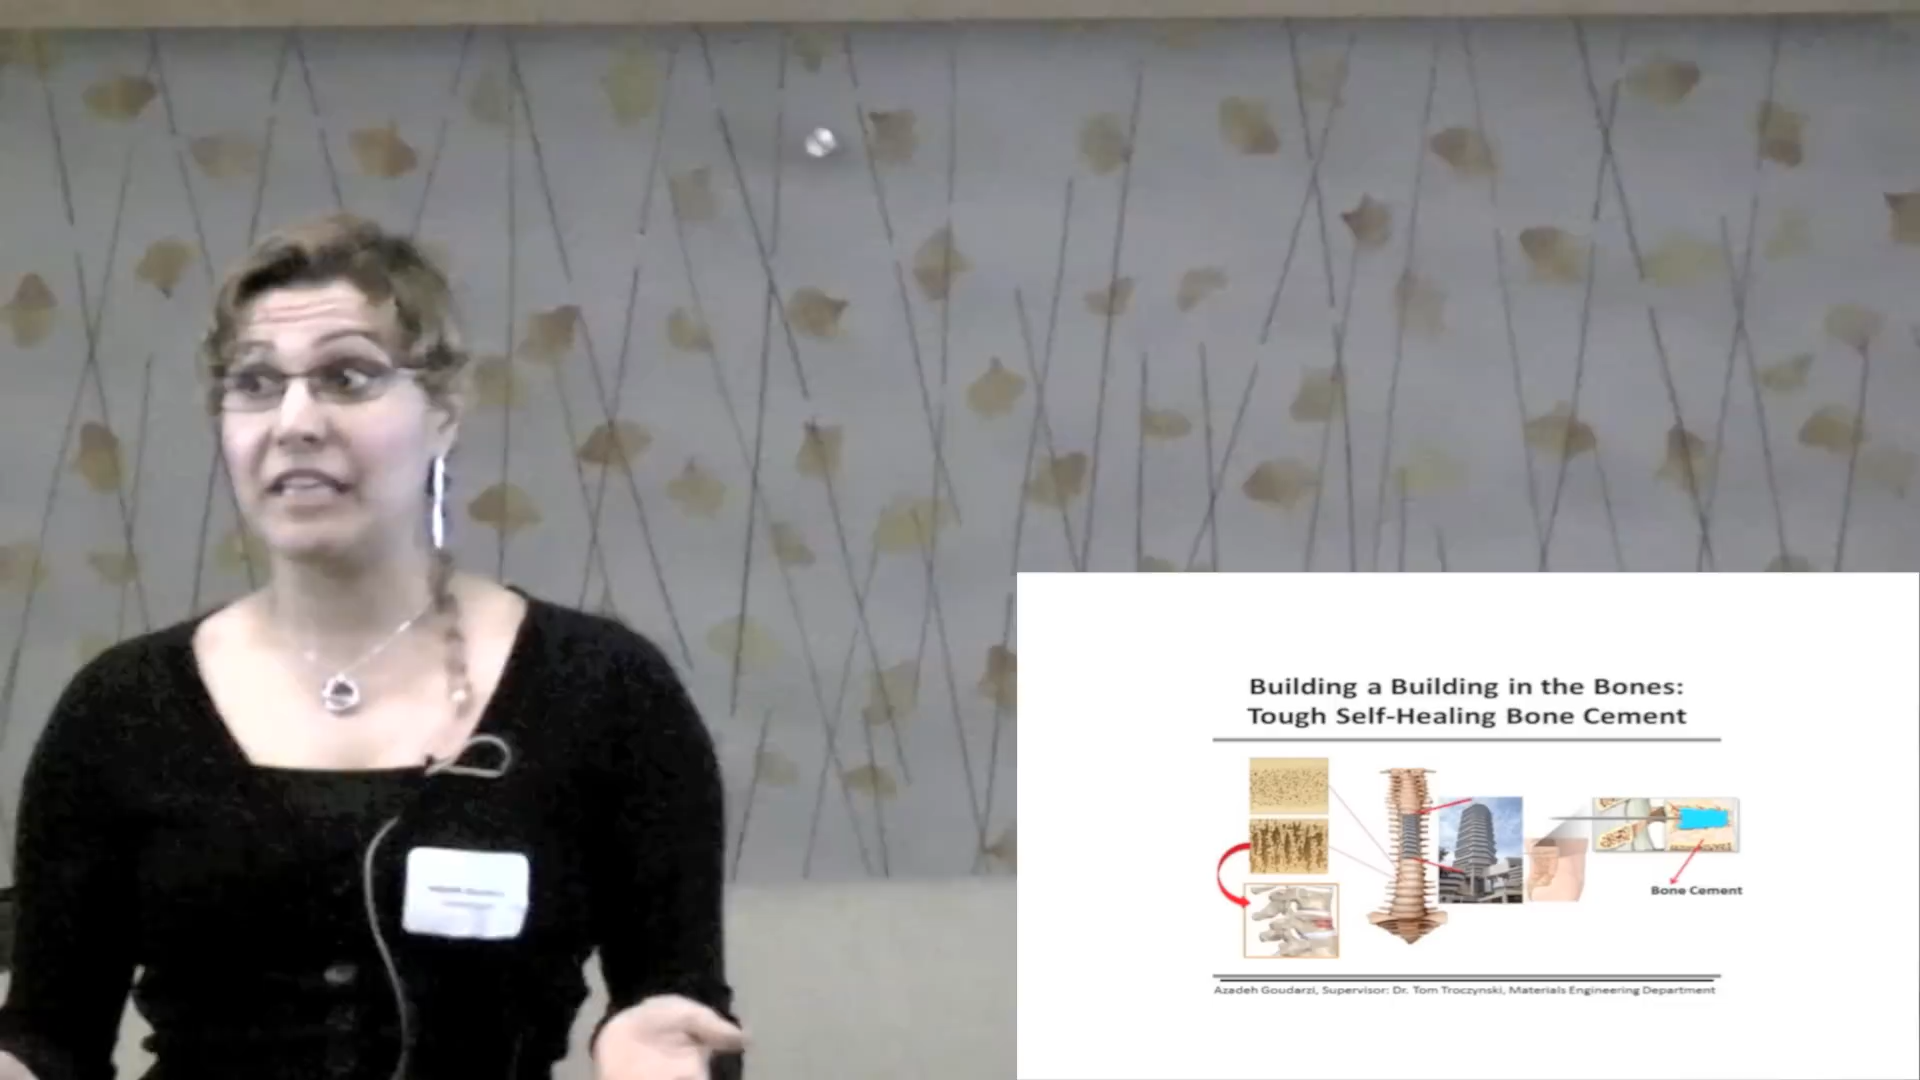 Building a Building in the Bones:
Tough Self-Healing Bone Cement
Bone Cement
Azadeh Goudarzi, Supervisor: Dr. Tom Troczynski, Materials Engineering Department